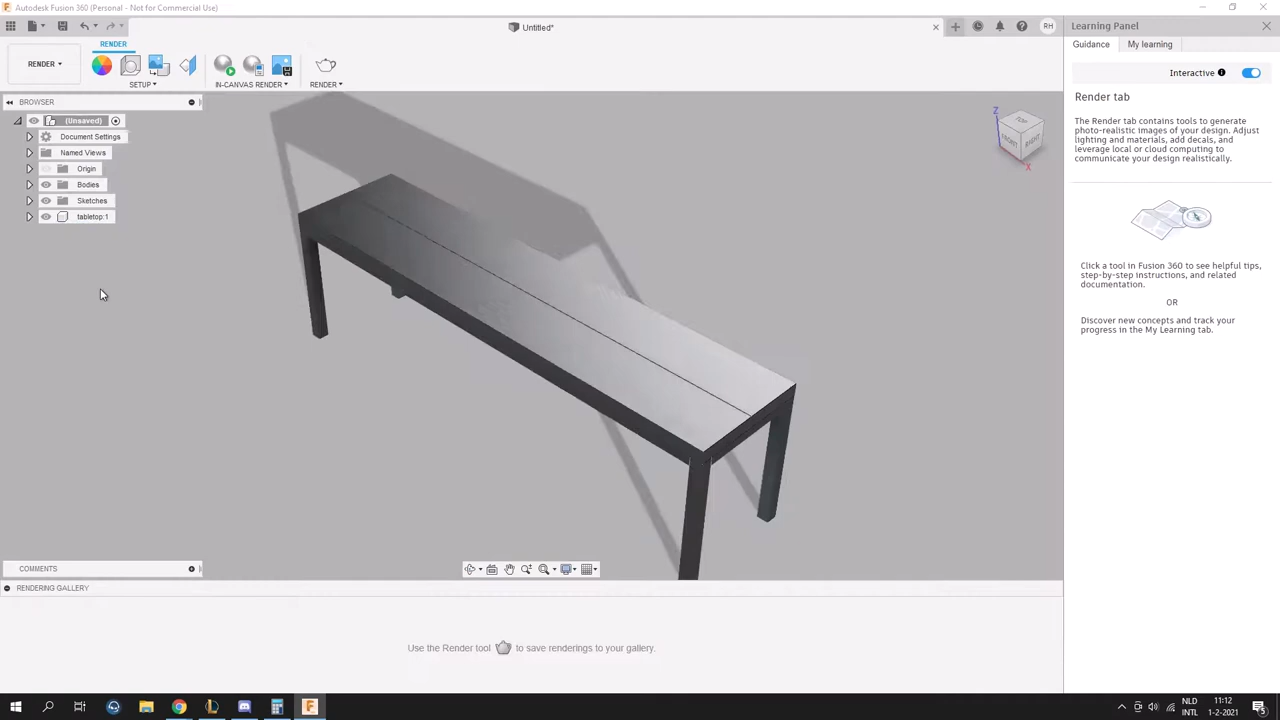 Autodesk Fusion 360 (Personal - Not for Commercial Use)
Untitled*
RH
Learning Panel
RENDER
Guidance
My learning
RENDER
SETUP
IN-CANVAS RENDER
RENDER
Interactive
Render tab
BROWSER
The Render tab contains tools to generate
photo-realistic images of your design. Adjust
lighting and materials, add decals, and
leverage local or cloud computing to
communicate your design realistically.
(Unsaved)
Document Settings
Named Views
Origin
Bodies
Sketches
tabletop:1
Z
TOP
FRONT
RIGHT
X
Click a tool in Fusion 360 to see helpful tips,
step-by-step instructions, and related
documentation.
OR
Discover new concepts and track your
progress in the My Learning tab.
COMMENTS
RENDERING GALLERY
Use the Render tool to save renderings to your gallery.
NLD
INTL
11:12
1-2-2021
5